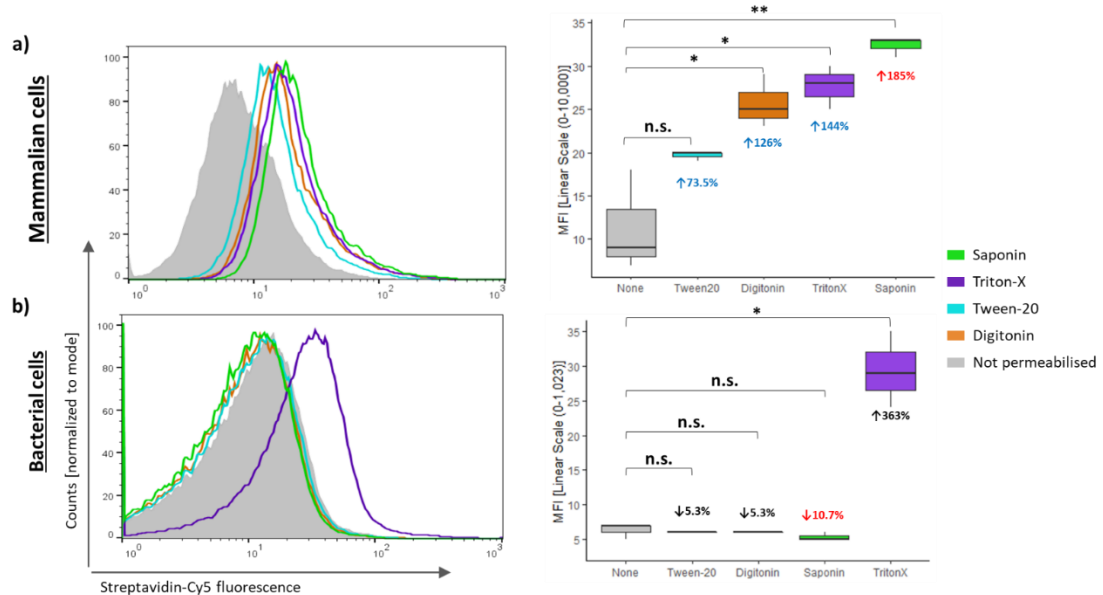 a)
Mammalian cells
100
80
60
40
20
0
10^0
10^1
10^2
10^3
MFI [Linear Scale (0-10,000)]
35
30
25
20
15
10
**
*
*
n.s.
↑185%
↑144%
↑126%
↑73.5%
None
Tween20
Digitonin
TritonX
Saponin
Saponin
Triton-X
Tween-20
Digitonin
Not permeabilised
b)
Bacterial cells
Counts [normalized to mode]
100
80
60
40
20
0
10^0
10^1
10^2
10^3
Streptavidin-Cy5 fluorescence
MFI [Linear Scale (0-1,023)]
35
30
25
20
15
10
5
*
n.s.
n.s.
n.s.
↑363%
↓5.3%
↓5.3%
↓10.7%
None
Tween-20
Digitonin
Saponin
TritonX